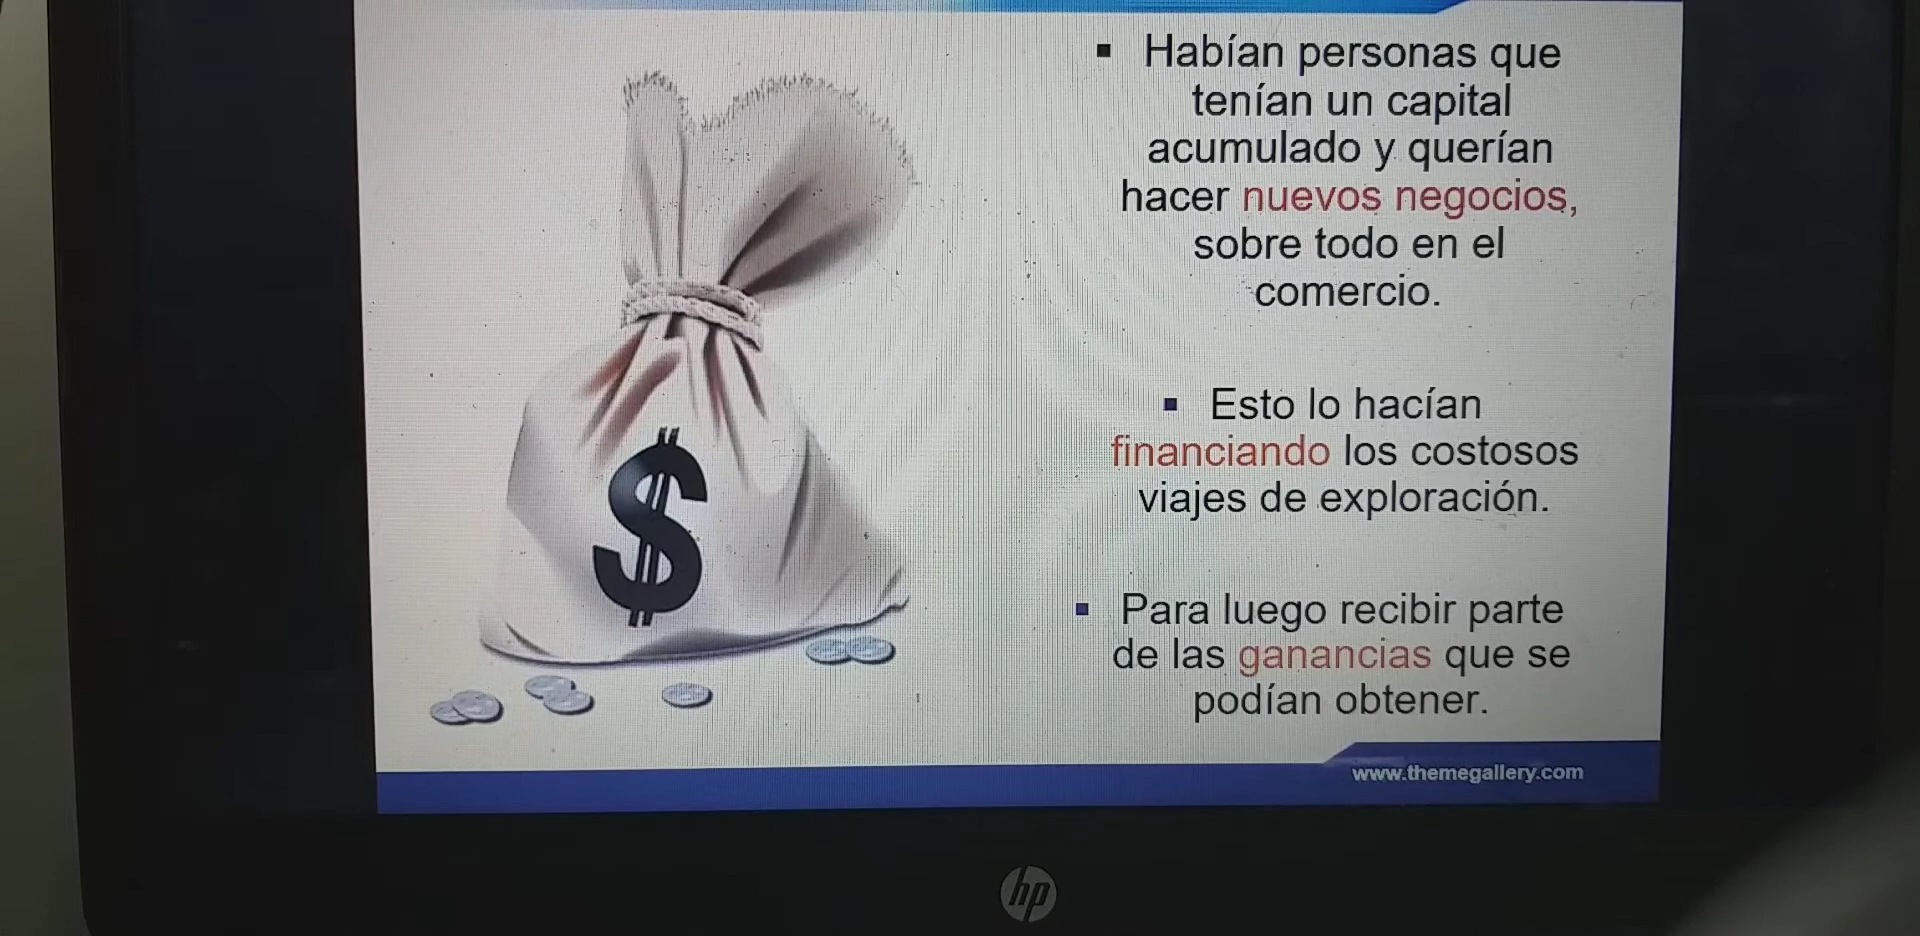 ▪ Habían personas que
tenían un capital
acumulado y querían
hacer nuevos negocios,
sobre todo en el
comercio.
▪ Esto lo hacían
financiando los costosos
viajes de exploración.
▪ Para luego recibir parte
de las ganancias que se
podían obtener.
$
www.themegallery.com
hp